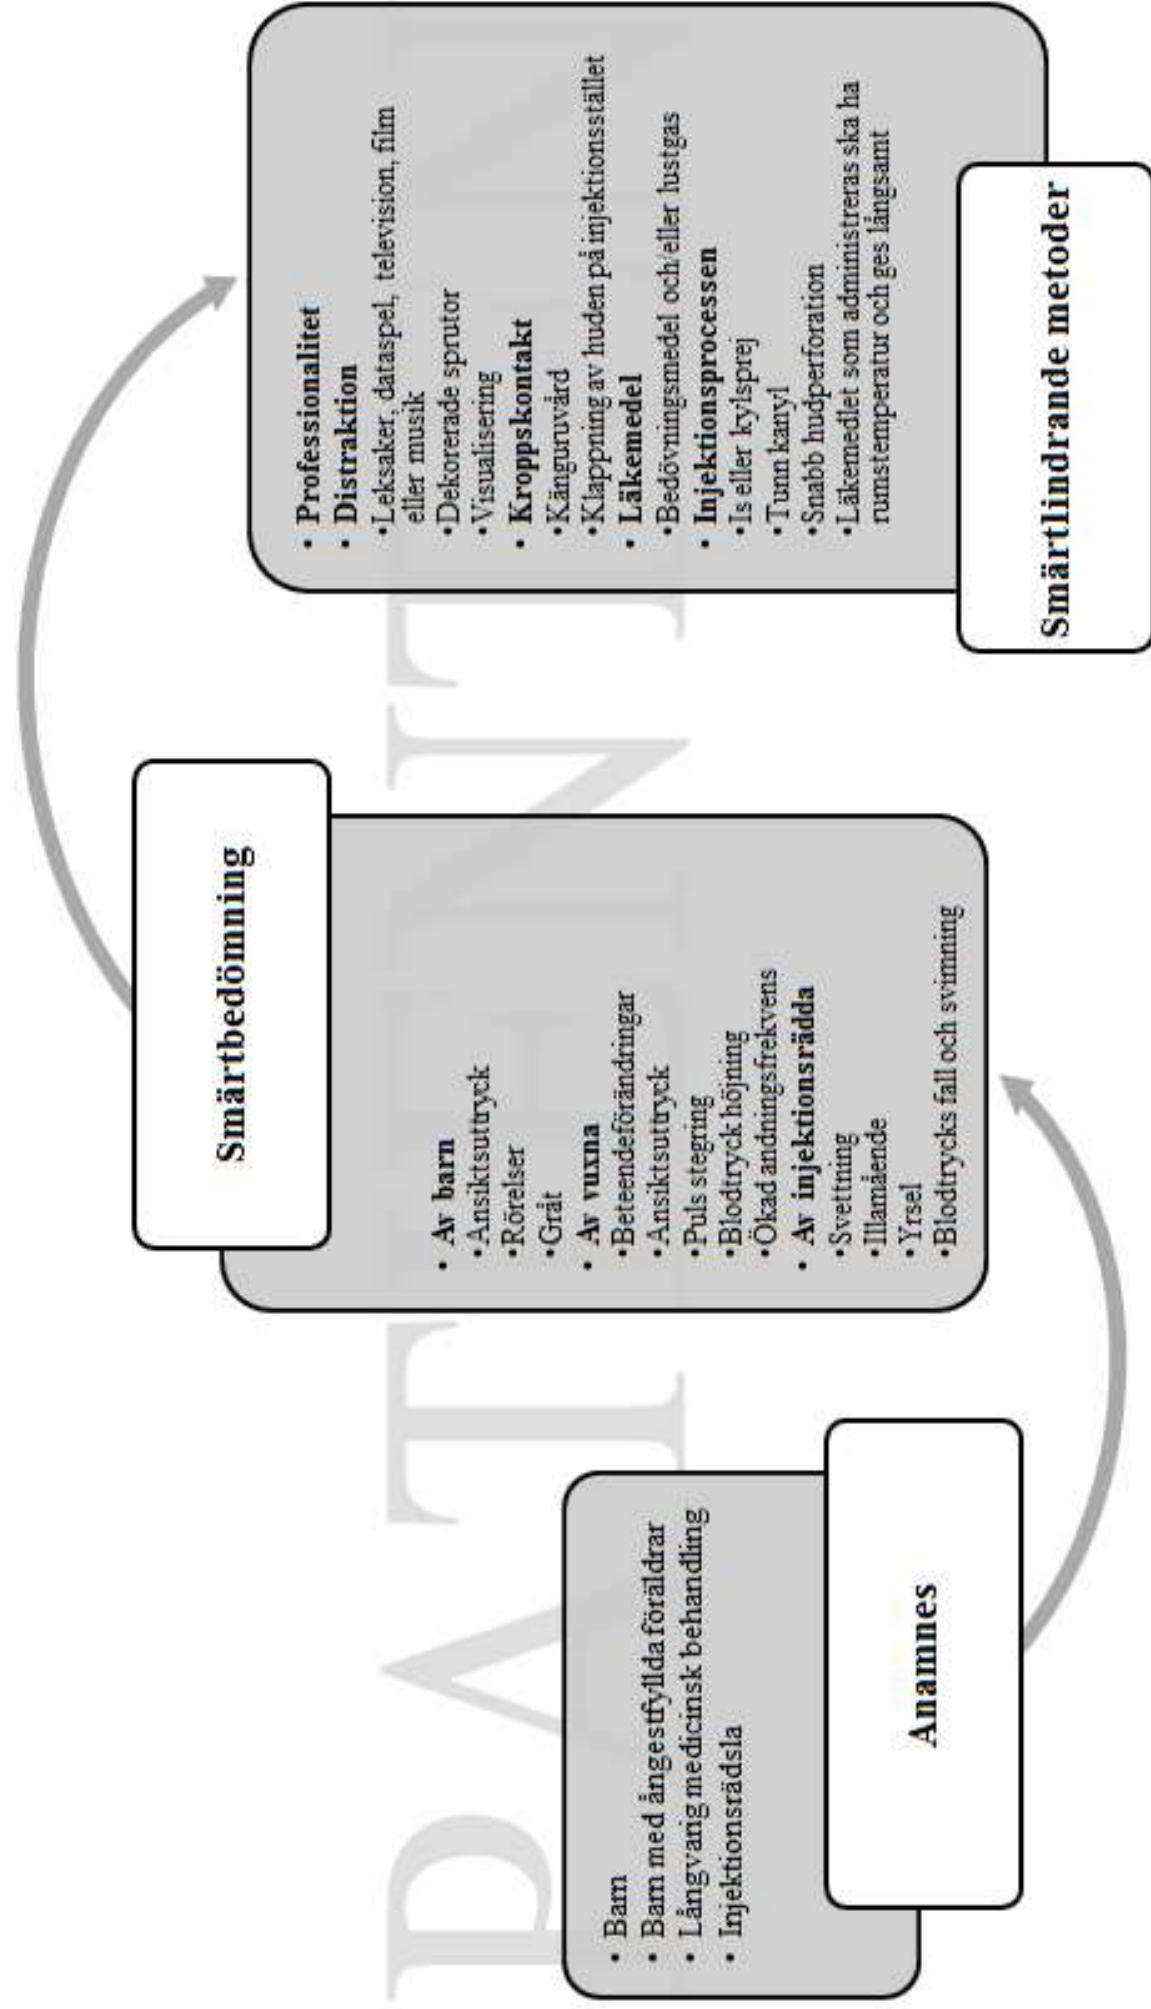 PATIENTEN
• Barn
• Barn med ångestfyllda föräldrar
• Långvarig medicinsk behandling
• Injektionsrädsla
Anamnes
Smärtbedömning
• Av barn
•Ansiktsuttryck
•Rörelser
•Gråt
• Av vuxna
•Beteendeförändringar
•Ansiktsuttryck
•Puls stegring
•Blodtryck höjning
•Ökad andningsfrekvens
• Av injektionsrädda
•Svettning
•Illamående
•Yrsel
•Blodtrycks fall och svimning
• Professionalitet
• Distraktion
•Leksaker, dataspel, television, film
eller musik
•Dekorerade sprutor
•Visualisering
• Kroppskontakt
•Känguruvård
•Klappning av huden på injektionsstället
• Läkemedel
•Bedövningsmedel och/eller lustgas
• Injektionsprocessen
•Is eller kylsprej
•Tunn kanyl
•Snabb hudperforation
•Läkemedlet som administreras ska ha
rumstemperatur och ges långsamt
Smärtlindrande metoder